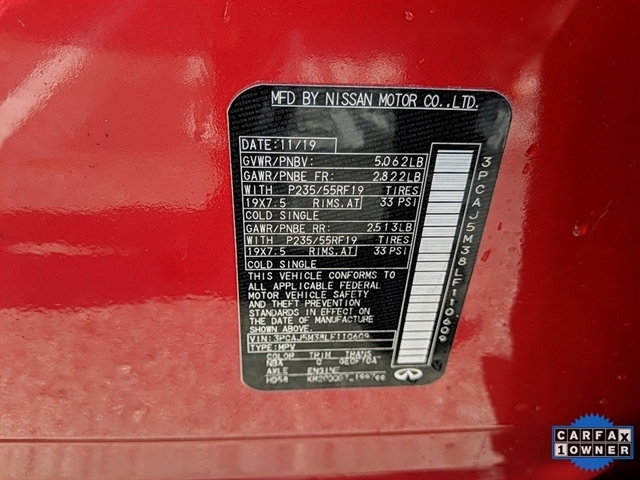 MFD BY NISSAN MOTOR CO.,LTD.
DATE:11/19
GVWR/PNBV: 5,062LB
GAWR/PNBE FR: 2,822LB
WITH P235/55RF19 TIRES
19X7.5 RIMS.AT 33 PSI
COLD SINGLE
GAWR/PNBE RR: 2,513LB
WITH P235/55RF19 TIRES
19X7.5 RIMS.AT 33 PSI
COLD SINGLE
THIS VEHICLE CONFORMS TO
ALL APPLICABLE FEDERAL
MOTOR VEHICLE SAFETY
AND THEFT PREVENTION
STANDARDS IN EFFECT ON
THE DATE OF MANUFACTURE
SHOWN ABOVE.
VIN:3PCAJ5M38LF110609
TYPE:MPV
COLOR TRIM TRANS.
NBA
AXLE ENGINE
3PCAJ5M38LF110609
CARFAX
1 OWNER